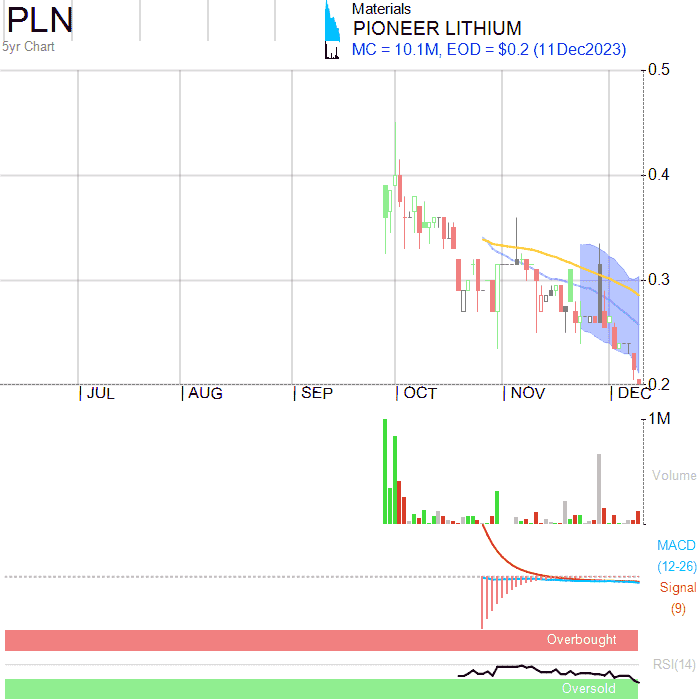 PLN
Materials
PIONEER LITHIUM
5yr Chart
MC = 10.1M, EOD = $0.2 (11Dec2023)
0.5
0.4
0.3
0.2
JUL AUG SEP OCT NOV DEC
1M
Volume
MACD
(12-26)
Signal
(9)
Overbought
RSI(14)
Oversold